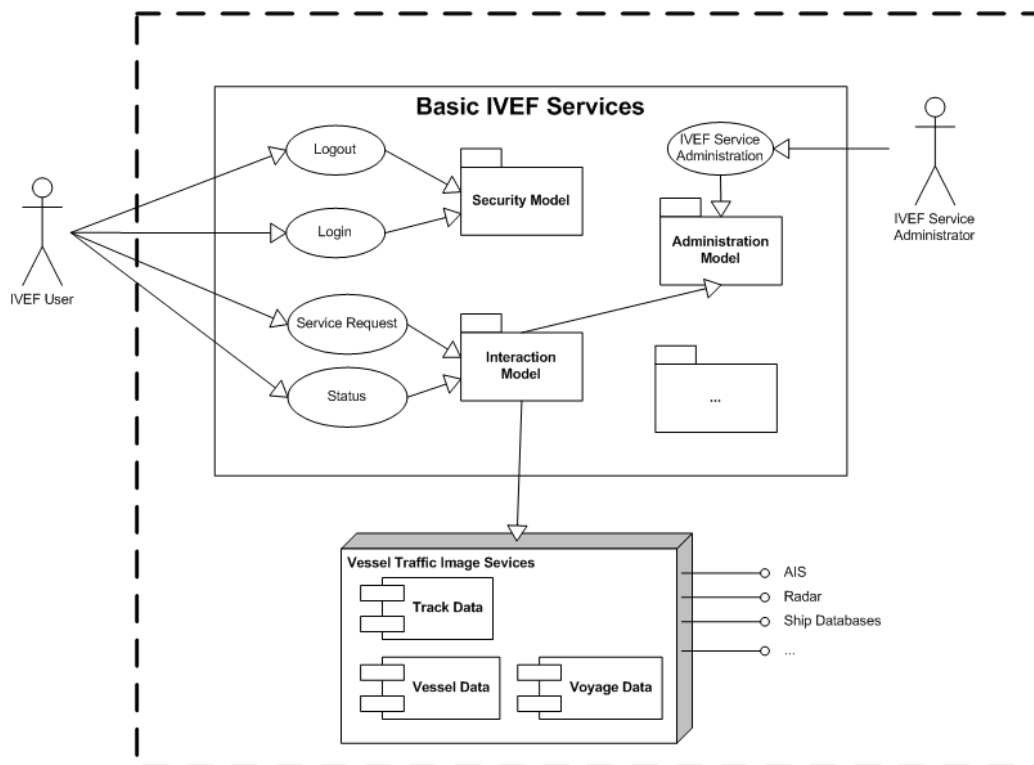 Basic IVEF Services
Logout
IVEF Service
Administration
Security Model
Login
IVEF User
Administration
Model
IVEF Service
Administrator
Service Request
Interaction
Model
Status
...
Vessel Traffic Image Sevices
Track Data
Vessel Data
Voyage Data
AIS
Radar
Ship Databases
...